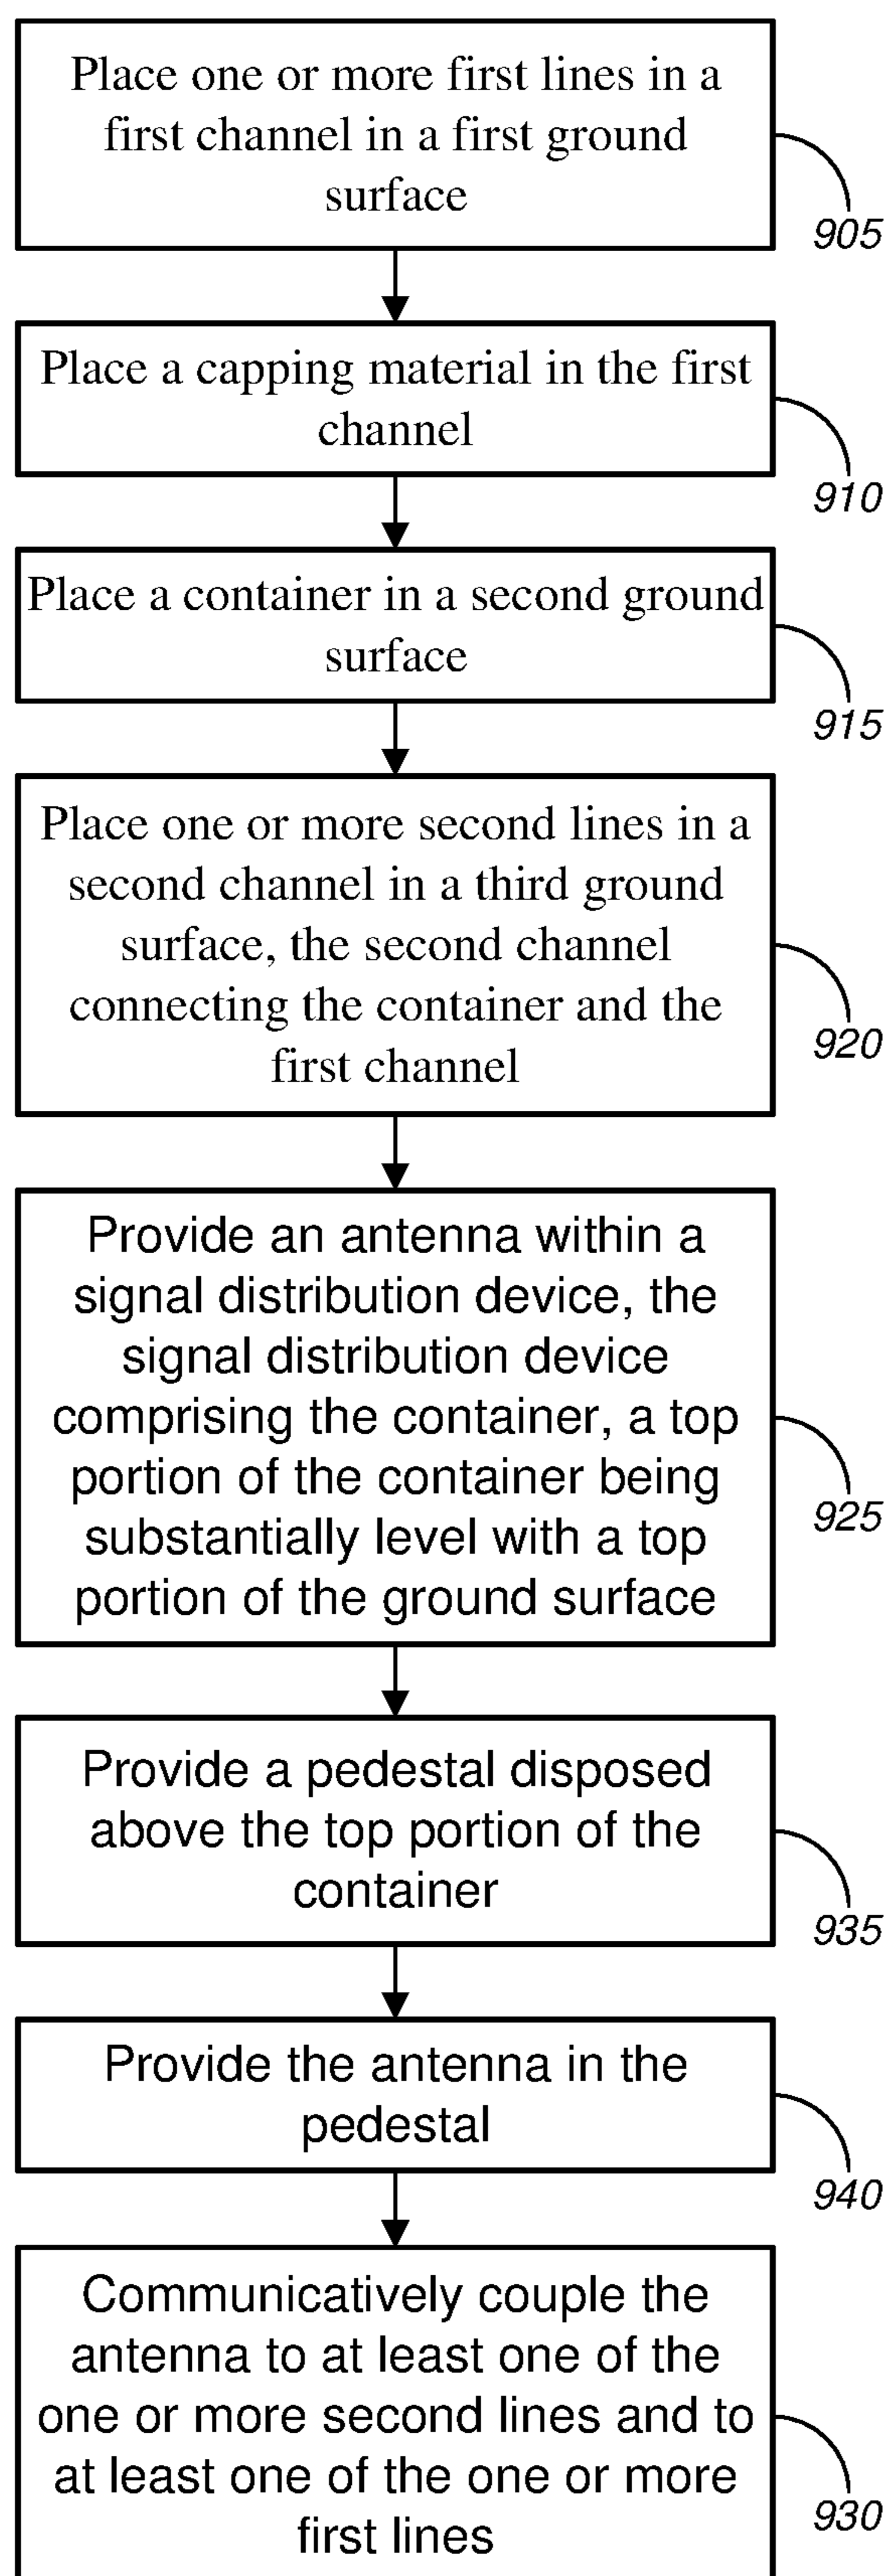 Place one or more first lines in a
first channel in a first ground
surface
905
Place a capping material in the first
channel
910
Place a container in a second ground
surface
915
Place one or more second lines in a
second channel in a third ground
surface, the second channel
connecting the container and the
first channel
920
Provide an antenna within a
signal distribution device, the
signal distribution device
comprising the container, a top
portion of the container being
substantially level with a top
portion of the ground surface
925
Provide a pedestal disposed
above the top portion of the
container
935
Provide the antenna in the
pedestal
940
Communicatively couple the
antenna to at least one of the
one or more second lines and to
at least one of the one or more
first lines
930